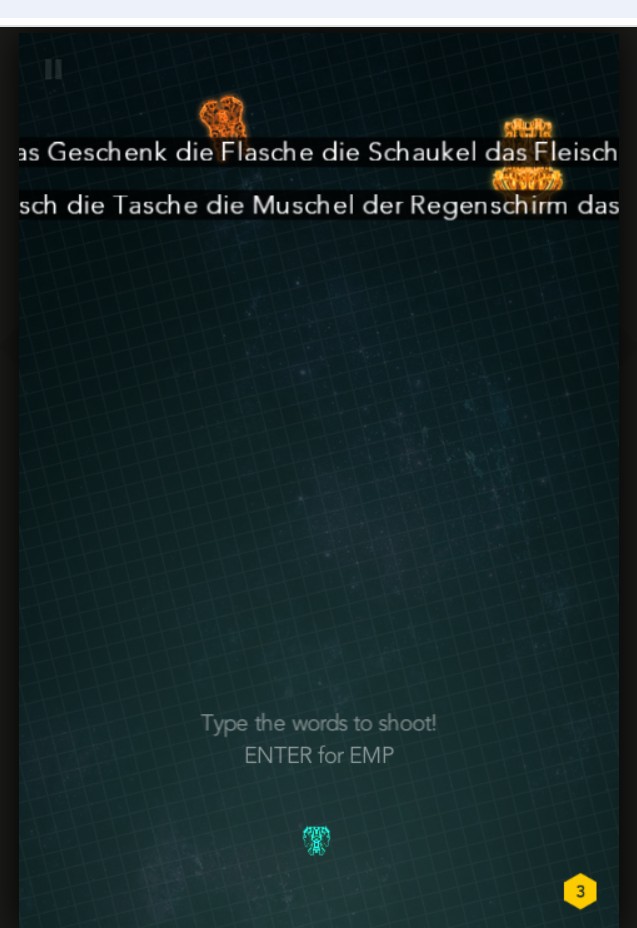 as Geschenk die Flasche die Schaukel das Fleisch
sch die Tasche die Muschel der Regenschirm das
Type the words to shoot!
ENTER for EMP
3